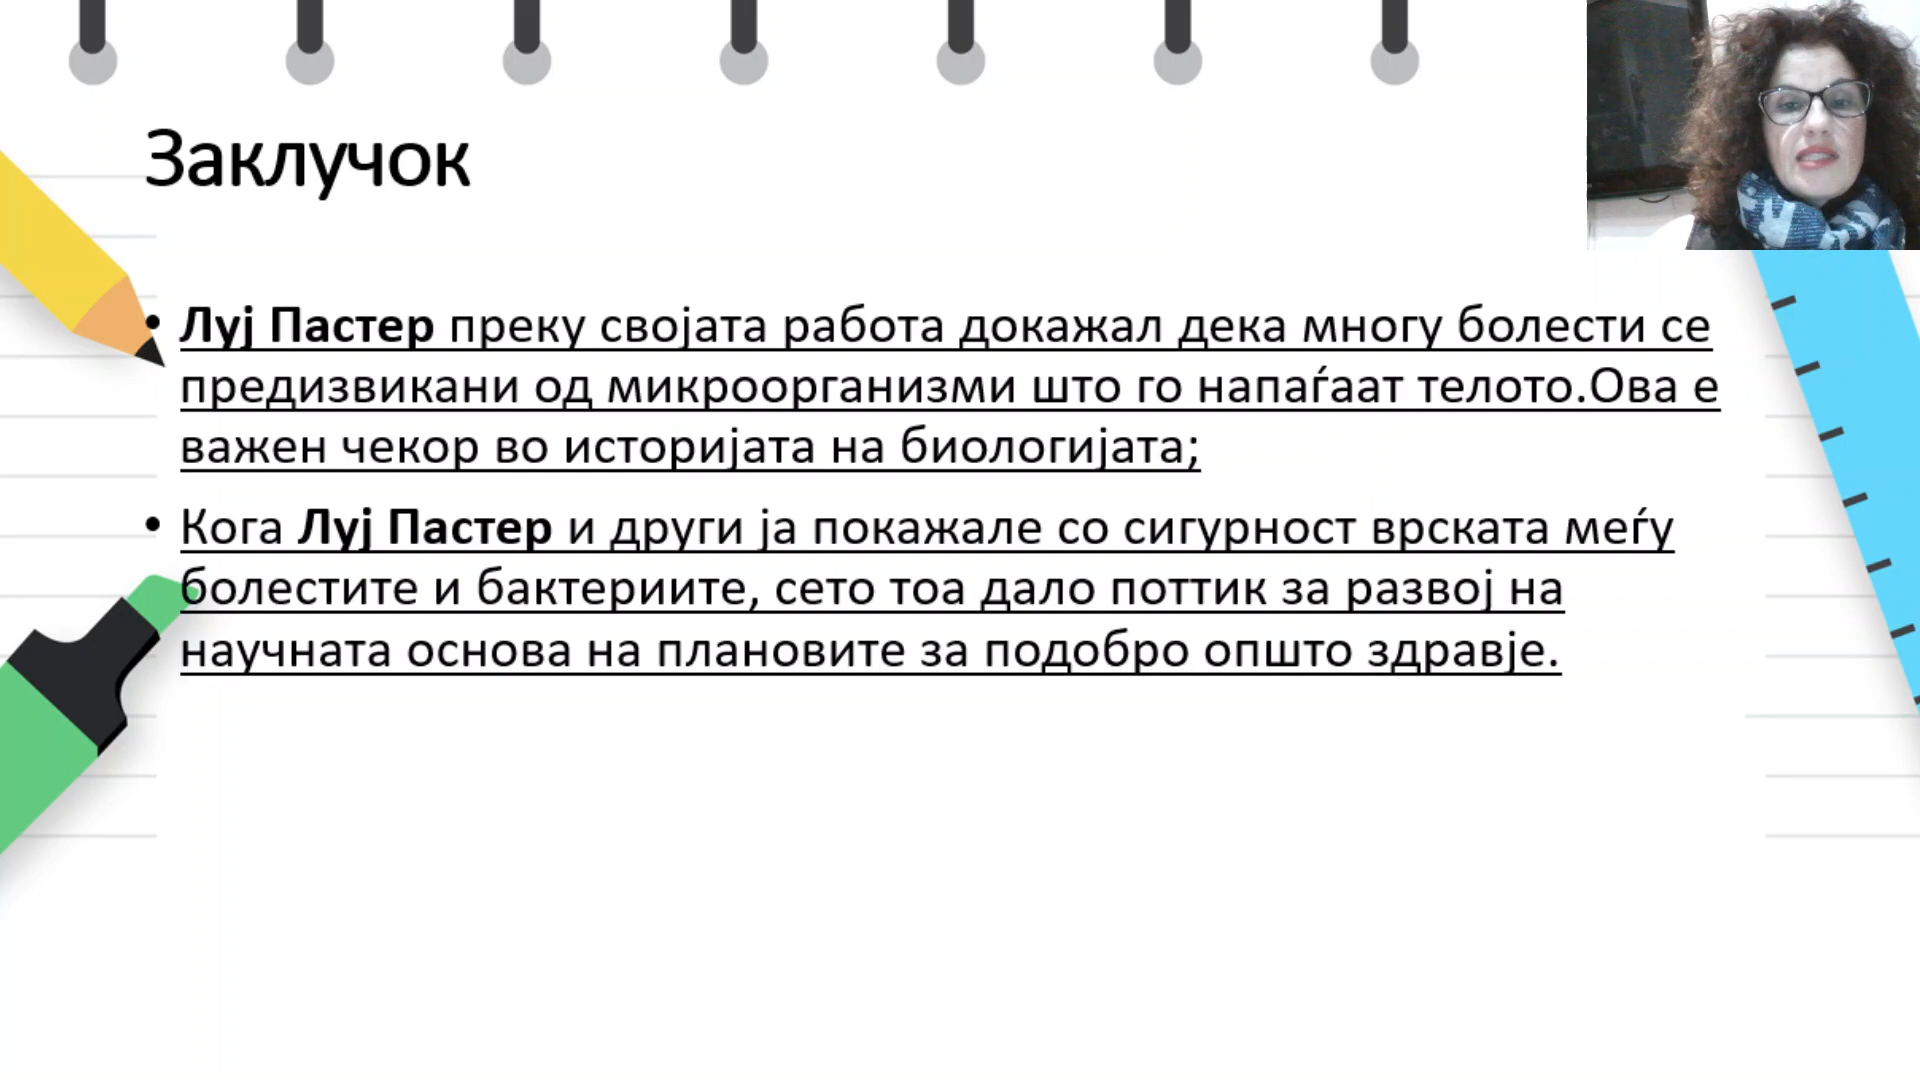 Заклучок
• Луј Пастер преку својата работа докажал дека многу болести се
предизвикани од микроорганизми што го напаѓаат телото.Ова е
важен чекор во историјата на биологијата;
• Кога Луј Пастер и други ја покажале со сигурност врската меѓу
болестите и бактериите, сето тоа дало поттик за развој на
научната основа на плановите за подобро општо здравје.